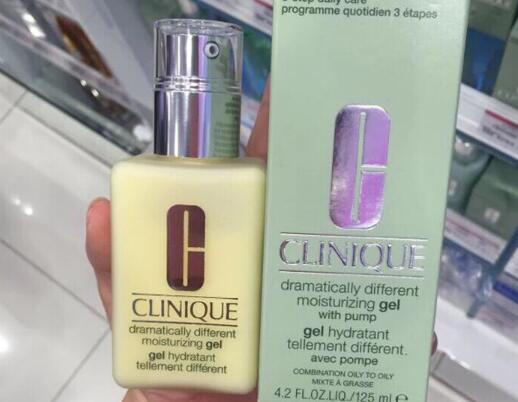 CLINIQUE
dramatically different
moisturizing gel
gel hydratant
tellement différent
programme quotidien 3 étapes
CLINIQUE
dramatically different
moisturizing gel
with pump
gel hydratant
tellement différent.
avec pompe
COMBINATION OILY TO OILY
MIXTE À GRASSE
4.2 FL.OZ.LIQ./125 ml e